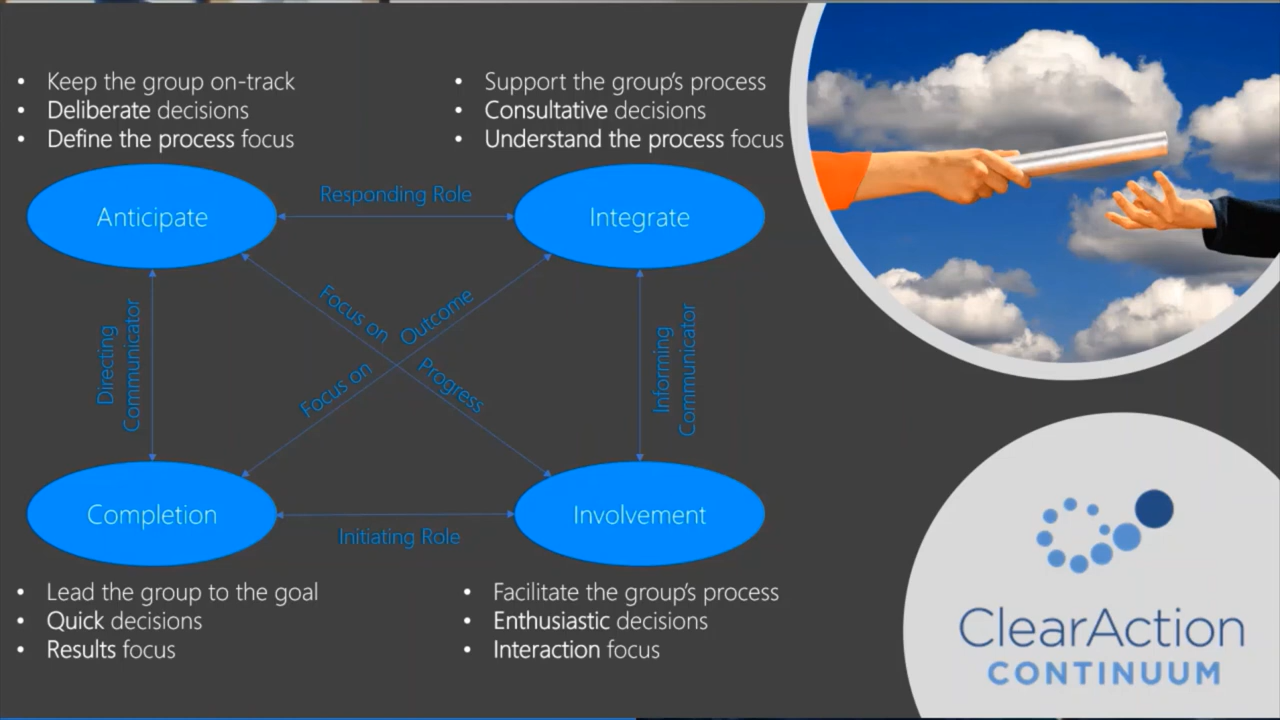 • Keep the group on-track
• Deliberate decisions
• Define the process focus
• Support the group's process
• Consultative decisions
• Understand the process focus
Anticipate
Responding Role
Integrate
Directing
Communicator
Focus on Progress
Focus on Outcome
Informing
Communicator
Completion
Initiating Role
Involvement
• Lead the group to the goal
• Quick decisions
• Results focus
• Facilitate the group's process
• Enthusiastic decisions
• Interaction focus
ClearAction
CONTINUUM